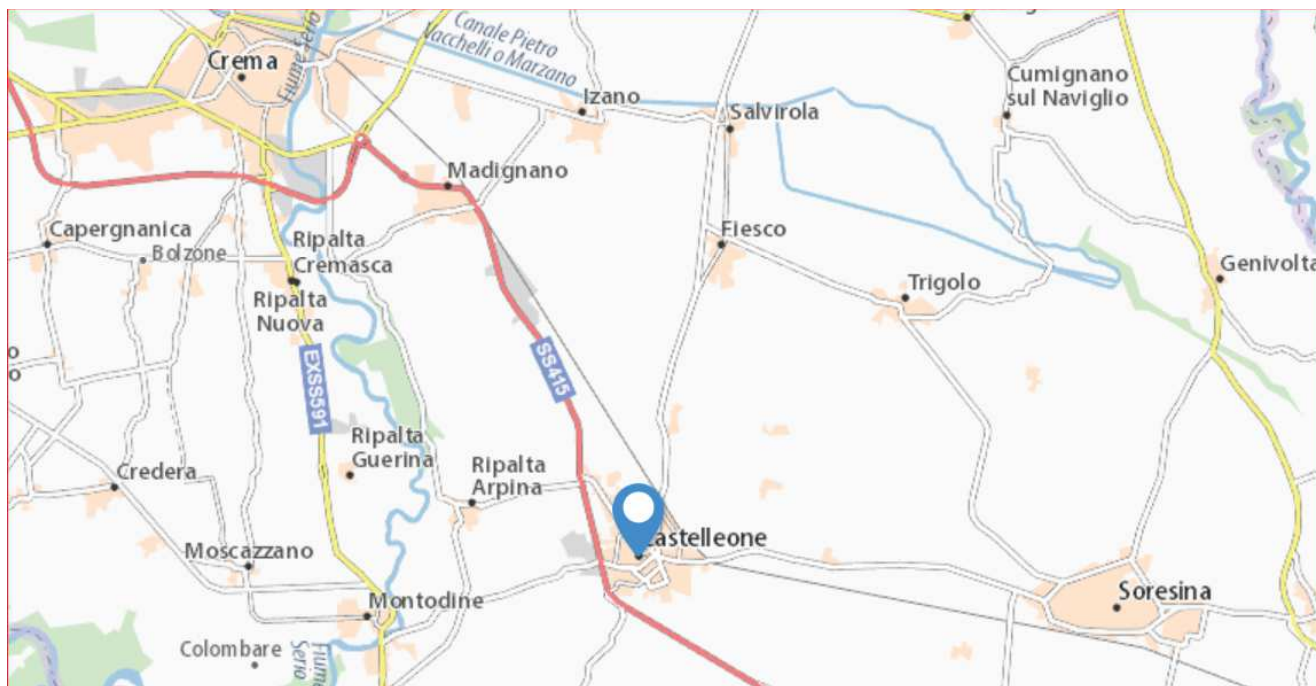 Canale Pietro
Vacchelli o Marzano
Fiume Serio
Crema
Izano
Salvirola
Cumignano
sul Naviglio
Madignano
Capergnanica
Bolzone
Ripalta
Cremasca
Ripalta
Nuova
Fiesco
Trigolo
Genivolta
EXSS591
SS415
Ripalta
Guerina
Ripalta
Arpina
Credera
Castelleone
Moscazzano
Montodine
Soresina
Colombare
Fiume
Serio